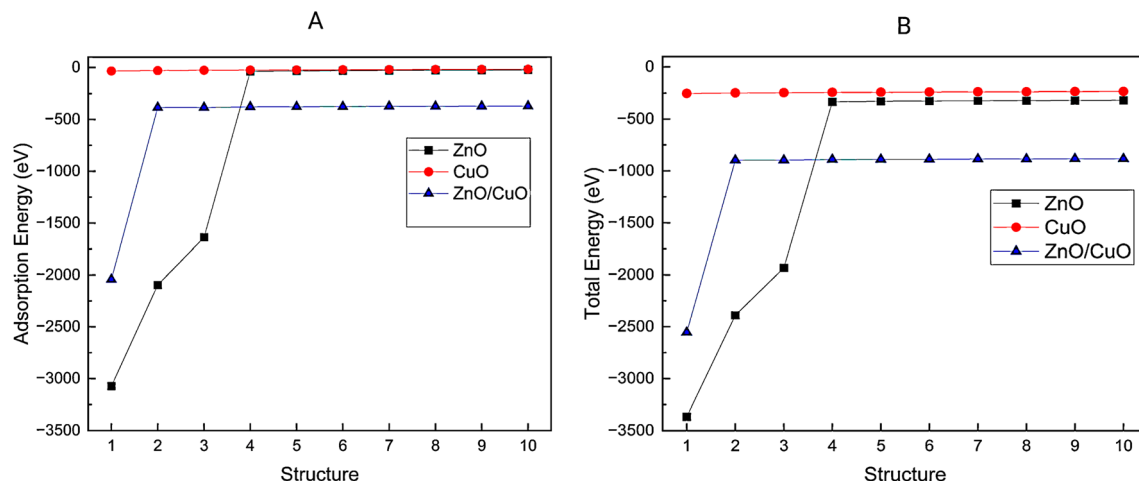 A
0
−500
−1000
−1500
−2000
−2500
−3000
−3500
Adsorption Energy (eV)
ZnO
CuO
ZnO/CuO
1 2 3 4 5 6 7 8 9 10
Structure
B
0
−500
−1000
−1500
−2000
−2500
−3000
−3500
Total Energy (eV)
ZnO
CuO
ZnO/CuO
1 2 3 4 5 6 7 8 9 10
Structure